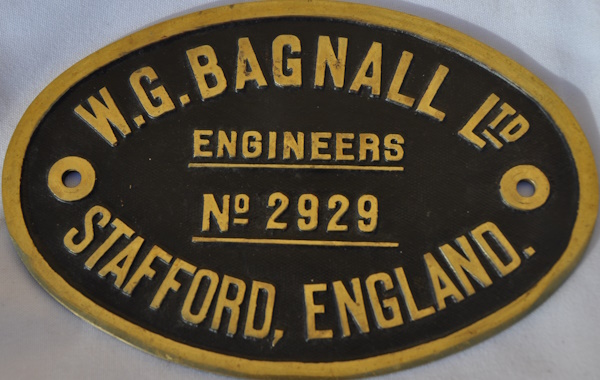 W.G. BAGNALL LTD
ENGINEERS
No 2929
STAFFORD, ENGLAND.